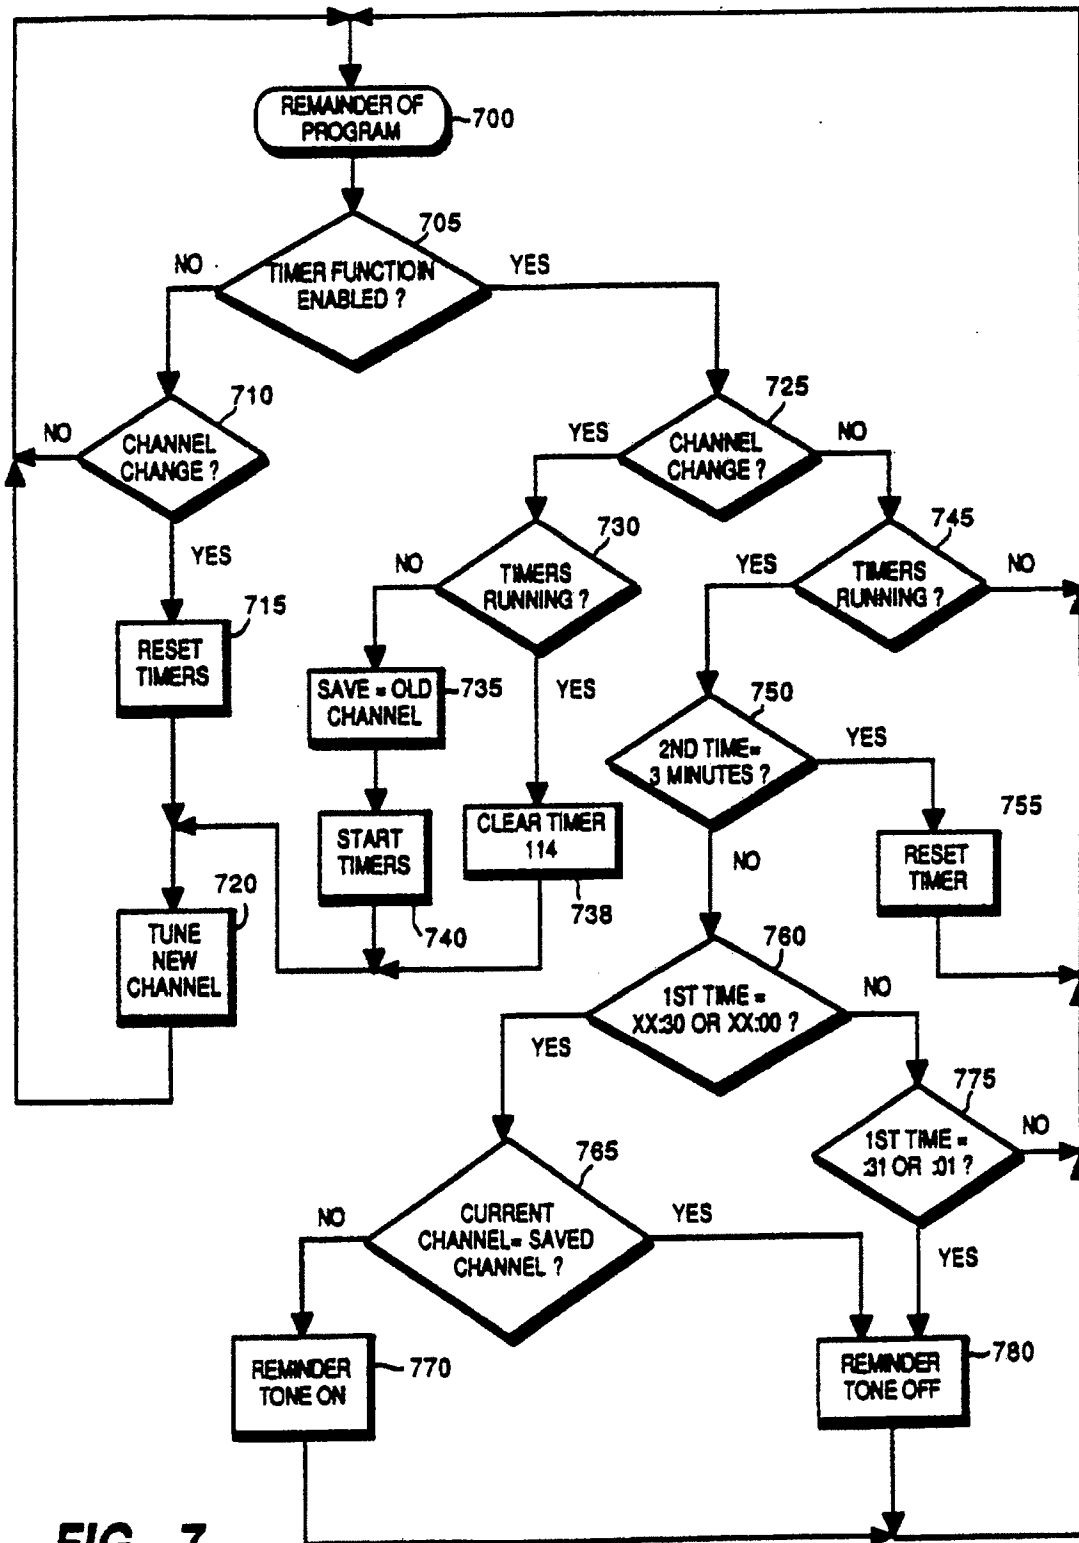 REMAINDER OF
PROGRAM
700
705
NO
TIMER FUNCTIOIN
ENABLED ?
YES
710
725
NO
CHANNEL
CHANGE ?
YES
CHANNEL
CHANGE ?
NO
YES
730
745
NO
TIMERS
RUNNING ?
YES
TIMERS
RUNNING ?
NO
715
RESET
TIMERS
SAVE = OLD
CHANNEL
735
YES
750
2ND TIME=
3 MINUTES ?
YES
755
START
TIMERS
CLEAR TIMER
114
NO
RESET
TIMER
720
740
738
TUNE
NEW
CHANNEL
760
1ST TIME =
XX:30 OR XX:00 ?
NO
YES
775
1ST TIME =
:31 OR :01 ?
NO
765
NO
CURRENT
CHANNEL= SAVED
CHANNEL ?
YES
YES
REMINDER
TONE ON
770
REMINDER
TONE OFF
780
FIG. 7